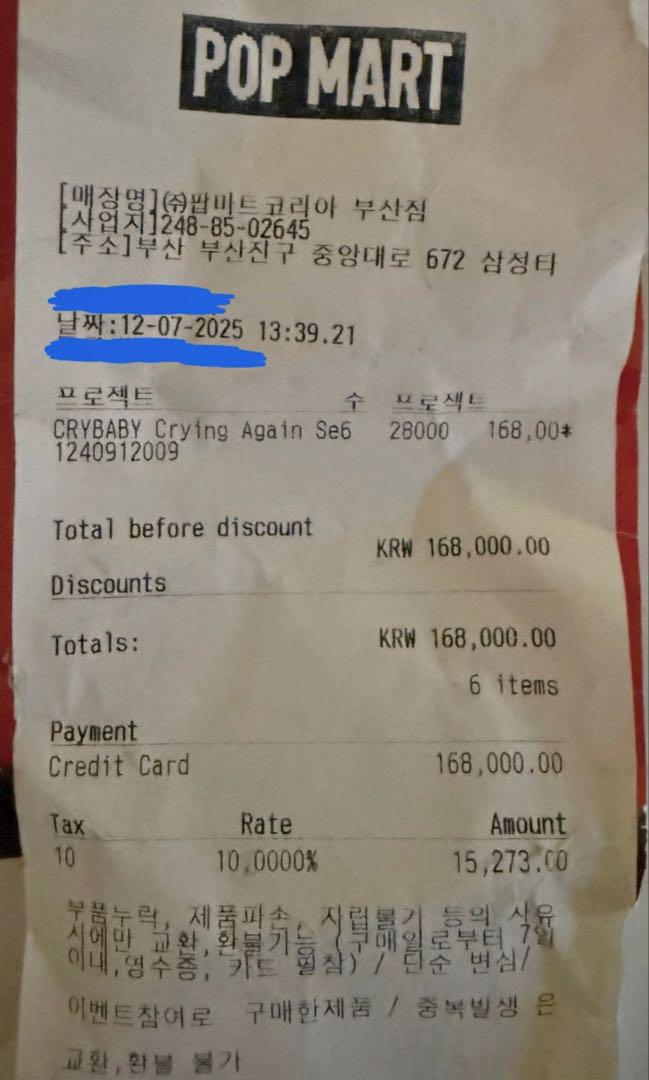 POP MART
[매장명](주)팝마트코리아 부산점
[사업자]248-85-02645
[주소]부산 부산진구 중앙대로 672 삼정타
날짜:12-07-2025 13:39.21
프로젝트 수 프로젝트
CRYBABY Crying Again Se6 28000 168,00*
1240912009
Total before discount
KRW 168,000.00
Discounts
Totals: KRW 168,000.00
6 items
Payment
Credit Card 168,000.00
Tax Rate Amount
10 10,0000% 15,273.00
부품누락, 제품파손, 자립불가 등의 사유
시에만 교환,환불가능 (구매일로부터 7일
이내,영수증, 카드 필참) / 단순 변심/
이벤트참여로 구매한제품 / 중복발생 은
교환,환불 불가